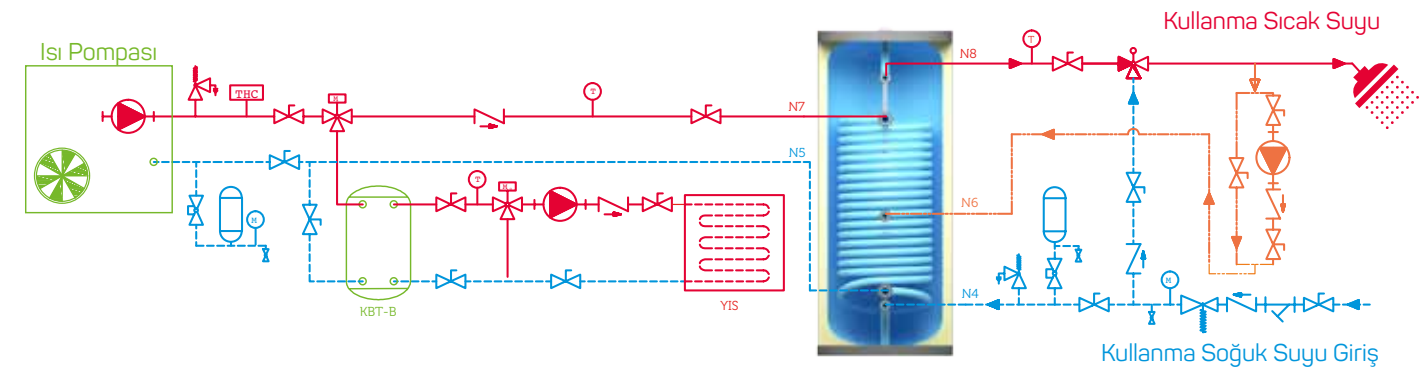 Kullanma Sıcak Suyu
Isı Pompası
N8
T
THC
M
T
N7
N5
T
M
N6
M
M
N4
KBT-B
YIS
Kullanma Soğuk Suyu Giriş